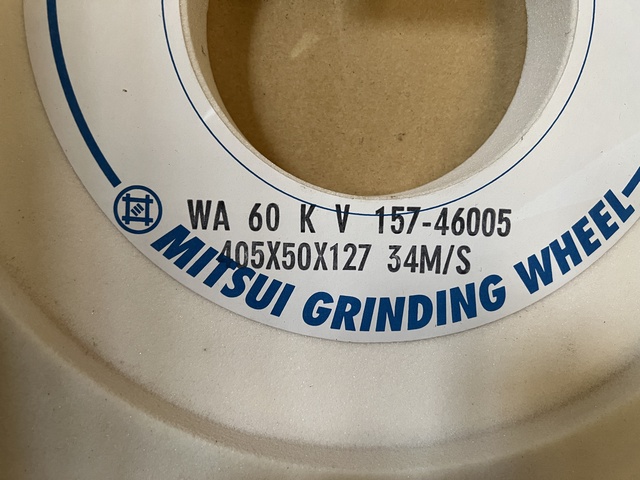 WA 60 K V 157-46005
405X50X127 34M/S
MITSUI GRINDING WHEEL